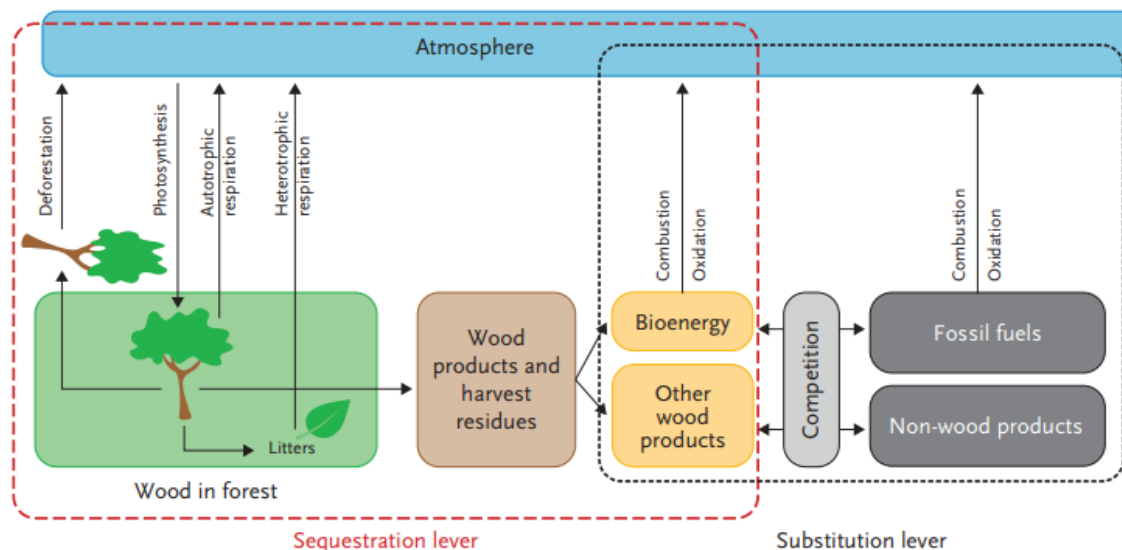 Atmosphere
Deforestation
Photosynthesis
Autotrophic
respiration
Heterotrophic
respiration
Combustion
Oxidation
Combustion
Oxidation
Wood
products and
harvest
residues
Bioenergy
Other
wood
products
Competition
Fossil fuels
Non-wood products
Litters
Wood in forest
Sequestration lever
Substitution lever